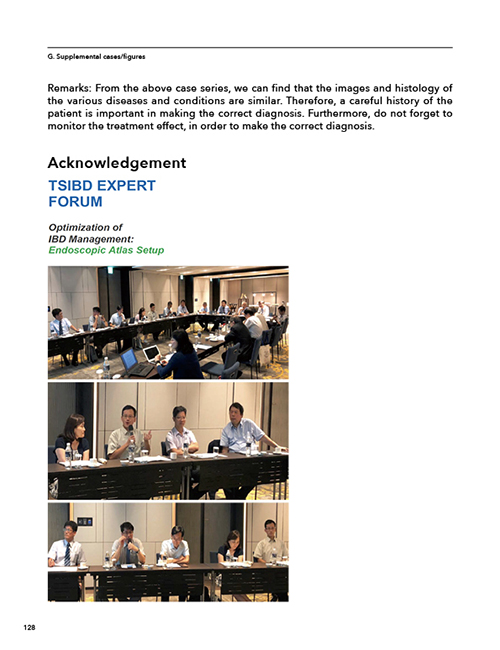 G. Supplemental cases/figures
Remarks: From the above case series, we can find that the images and histology of
the various diseases and conditions are similar. Therefore, a careful history of the
patient is important in making the correct diagnosis. Furthermore, do not forget to
monitor the treatment effect, in order to make the correct diagnosis.
Acknowledgement
TSIBD EXPERT
FORUM
Optimization of
IBD Management:
Endoscopic Atlas Setup
128